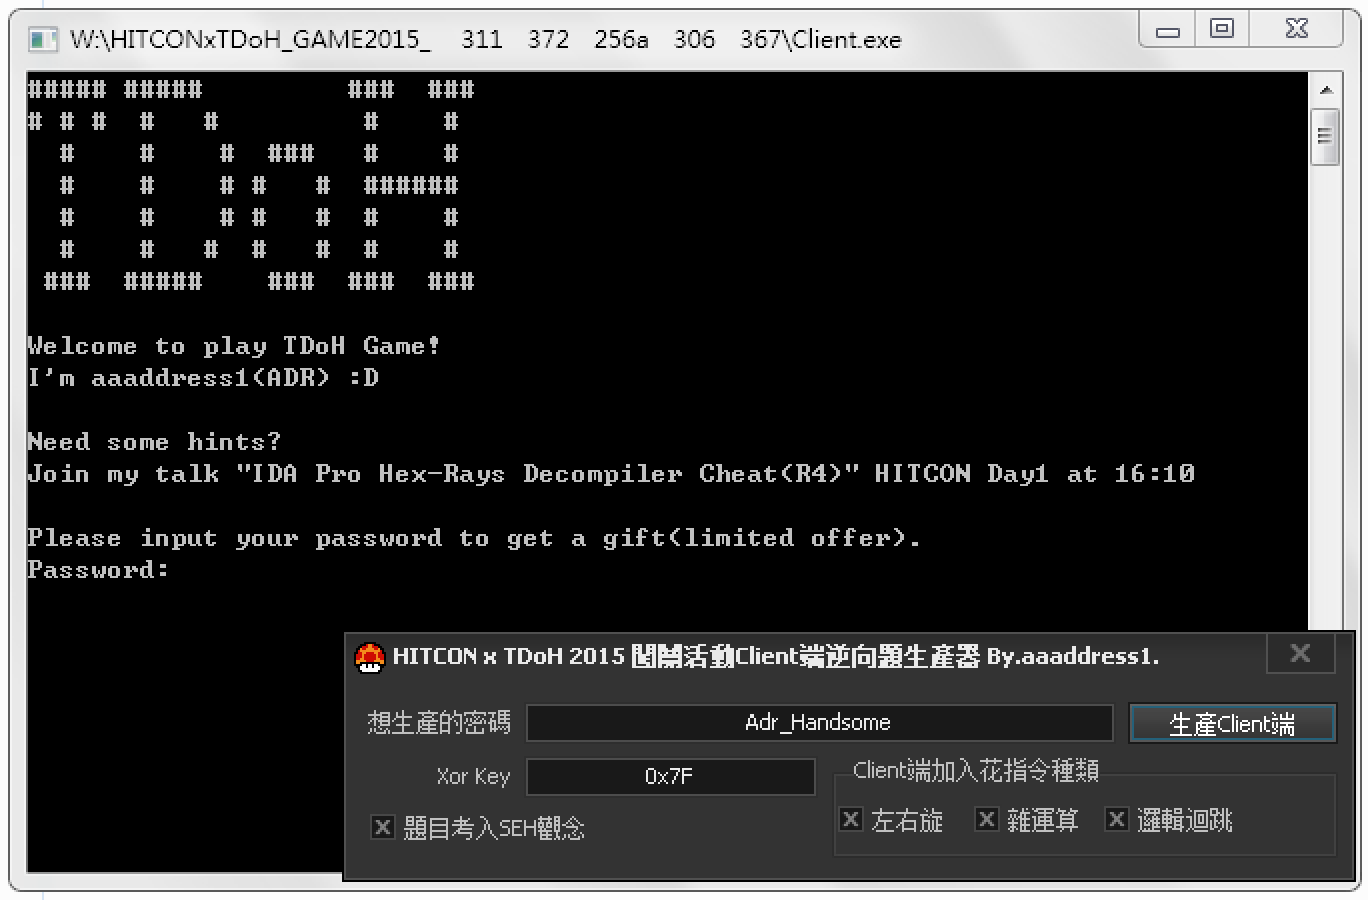 W:\HITCONxTDoH_GAME2015_ 311 372 256a 306 367\Client.exe
##### #####         ###  ###
# # #  #   #         #    #
  #    #    #  ###   #    #
  #    #    # #   #  ######
  #    #    # #   #  #    #
  #    #   #  #   #  #    #
 ###  #####    ###  ###  ###
Welcome to play TDoH Game!
I'm aaaddress1(ADR) :D
Need some hints?
Join my talk "IDA Pro Hex-Rays Decompiler Cheat(R4)" HITCON Day1 at 16:10
Please input your password to get a gift(limited offer).
Password:
HITCON x TDoH 2015 闖關活動Client端逆向題生產器 By.aaaddress1.
想生產的密碼 Adr_Handsome 生產Client端
Xor Key 0x7F Client端加入花指令種類
題目考入SEH觀念 左右旋 雜運算 邏輯迴跳